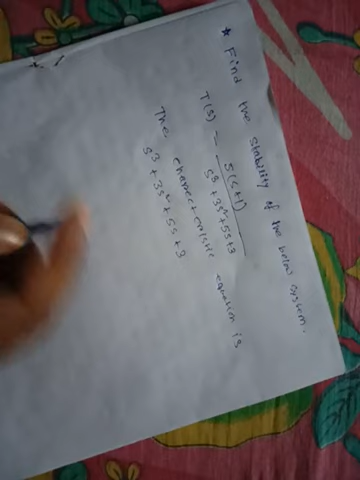 * Find the Stability of the below system.
T(s) = 5(s+1) / s³+3s²+5s+3
The characteristic equation is
s³ + 3s² + 5s + 3